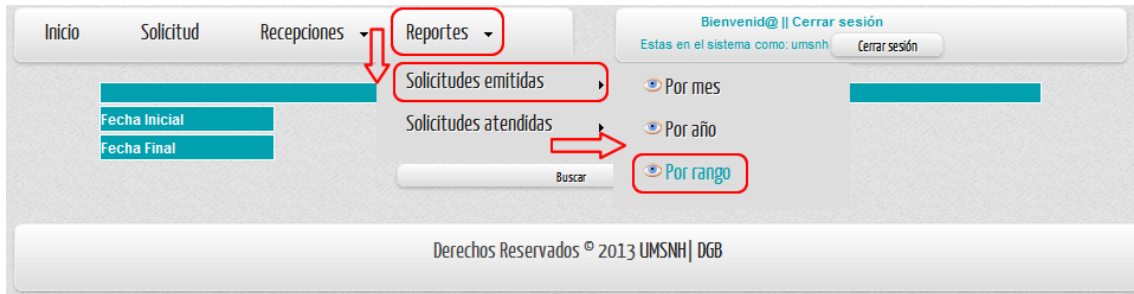 Inicio Solicitud Recepciones Reportes
Bienvenid@ || Cerrar sesión
Estas en el sistema como: umsnh Cerrar sesión
Solicitudes emitidas
Por mes
Fecha Inicial
Solicitudes atendidas
Por año
Fecha Final
Buscar
Por rango
Derechos Reservados © 2013 UMSNH| DGB